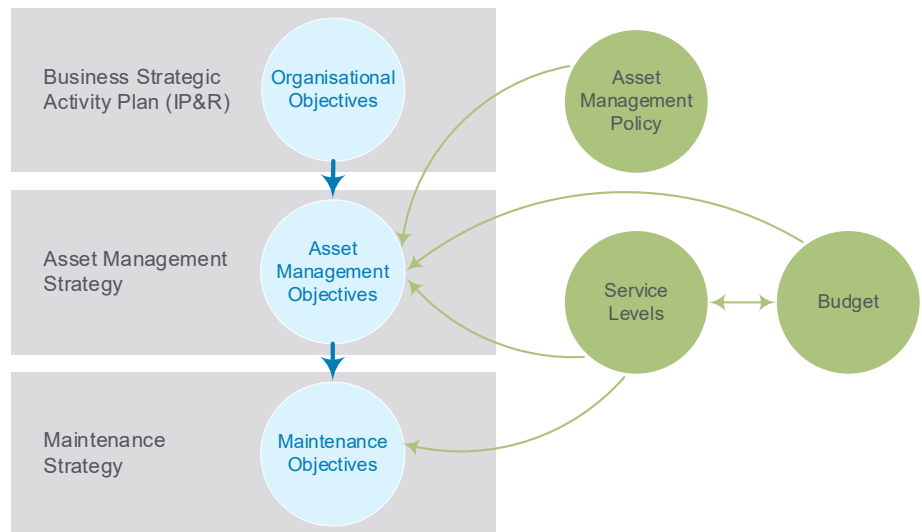 Business Strategic
Activity Plan (IP&R)
Organisational
Objectives
Asset
Management
Policy
Asset Management
Strategy
Asset
Management
Objectives
Service
Levels
Budget
Maintenance
Strategy
Maintenance
Objectives